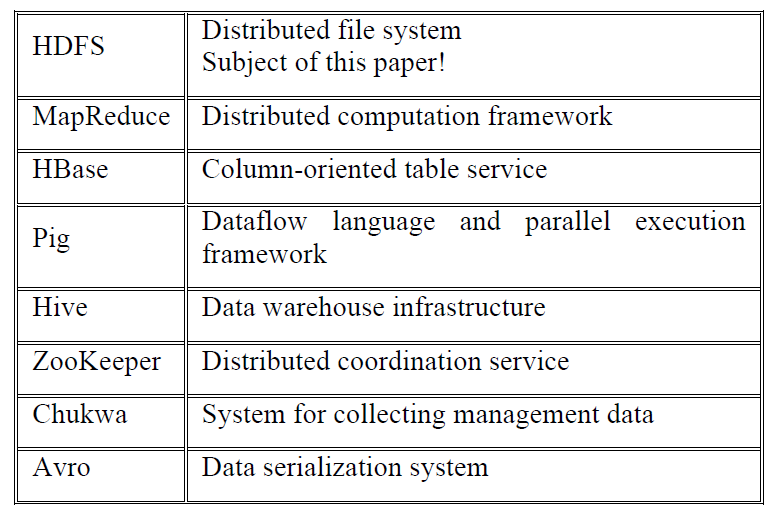 HDFS
Distributed file system
Subject of this paper!
MapReduce
Distributed computation framework
HBase
Column-oriented table service
Pig
Dataflow language and parallel execution
framework
Hive
Data warehouse infrastructure
ZooKeeper
Distributed coordination service
Chukwa
System for collecting management data
Avro
Data serialization system